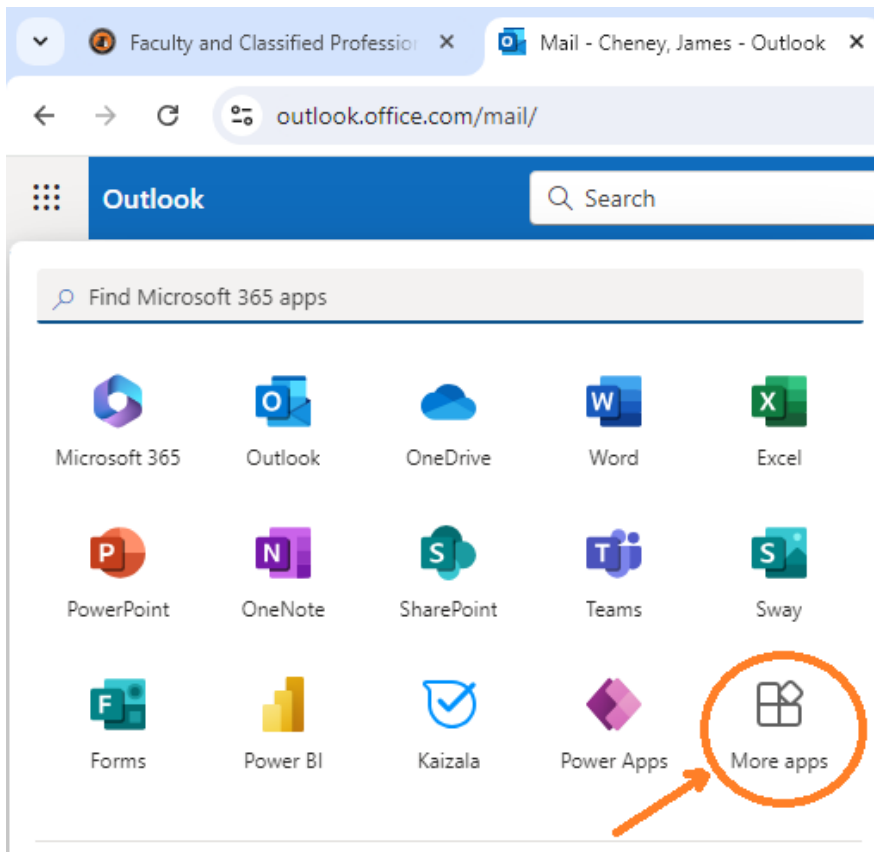 Faculty and Classified Professio Mail - Cheney, James - Outlook
outlook.office.com/mail/
Outlook Search
Find Microsoft 365 apps
Microsoft 365 Outlook OneDrive Word Excel
PowerPoint OneNote SharePoint Teams Sway
Forms Power BI Kaizala Power Apps More apps